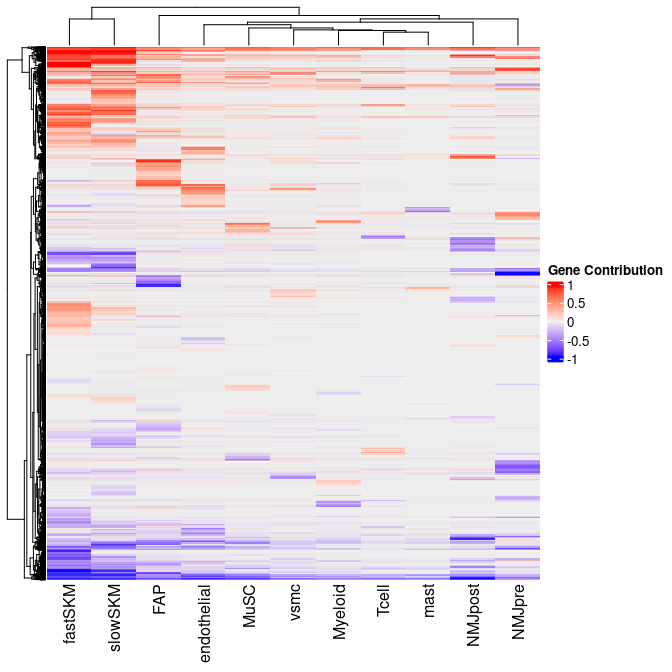 Gene Contribution
1
0.5
0
-0.5
-1
fastSKM
slowSKM
FAP
endothelial
MuSC
vsmc
Myeloid
Tcell
mast
NMJpost
NMJpre